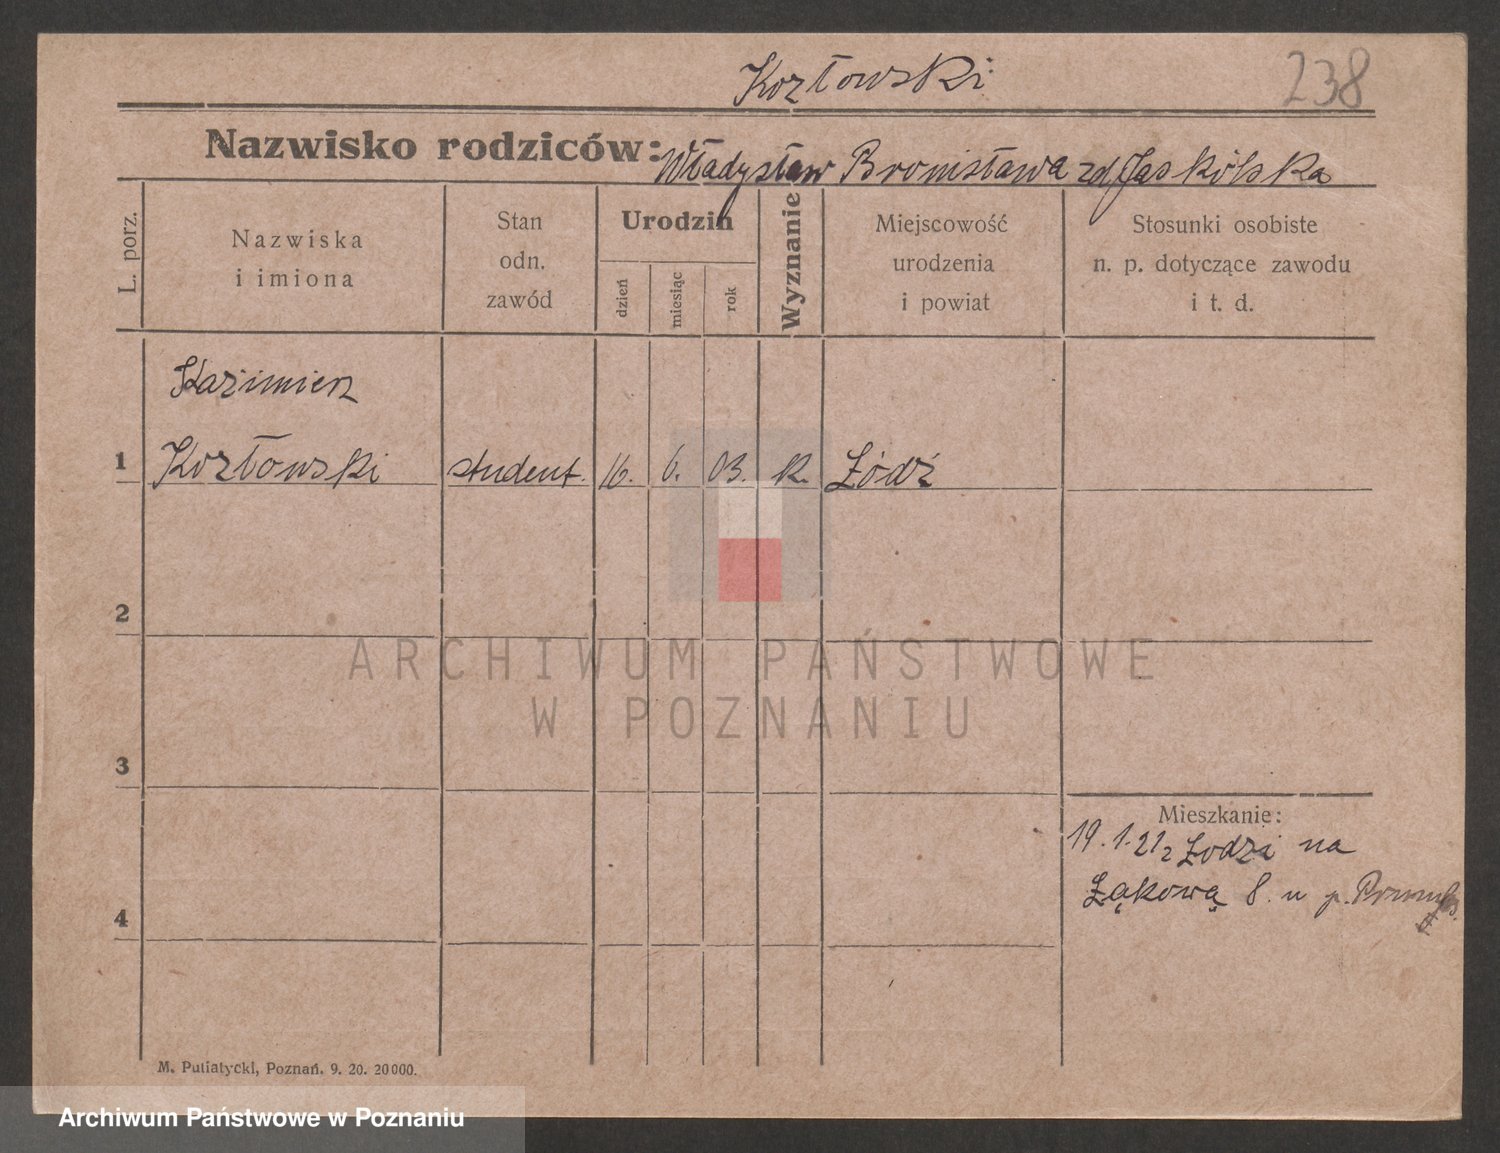 Kozłowski
238
Nazwisko rodziców: Władysław Bronisława zd Jaskólska
L. porz.
Nazwiska
i imiona
Stan
odn.
zawód
Urodzin
dzień
miesiąc
rok
Wyznanie
Miejscowość
urodzenia
i powiat
Stosunki osobiste
n. p. dotyczące zawodu
i t. d.
Kazimierz
1 Kozłowski student. 16. 6. 03. k. Łódź
2
3
4
Mieszkanie:
19.1.21 z Łodzi na
Łąkową 8. u p.
M. Putiatycki, Poznań. 9. 20. 20000.
ARCHIWUM PAŃSTWOWE
W POZNANIU
Archiwum Państwowe w Poznaniu